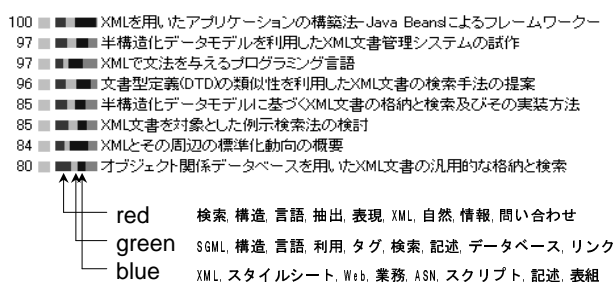 100 XMLを用いたアプリケーションの構築法-Java Beansによるフレームワークー
97 半構造化データモデルを利用したXML文書管理システムの試作
97 XMLで文法を与えるプログラミング言語
96 文書型定義(DTD)の類似性を利用したXML文書の検索手法の提案
85 半構造化データモデルに基づくXML文書の格納と検索及びその実装方法
85 XML文書を対象とした例示検索法の検討
84 XMLとその周辺の標準化動向の概要
80 オブジェクト関係データベースを用いたXML文書の汎用的な格納と検索
red 検索, 構造, 言語, 抽出, 表現, XML, 自然, 情報, 問い合わせ
green SGML, 構造, 言語, 利用, タグ, 検索, 記述, データベース, リンク
blue XML, スタイルシート, Web, 業務, ASN, スクリプト, 記述, 表組